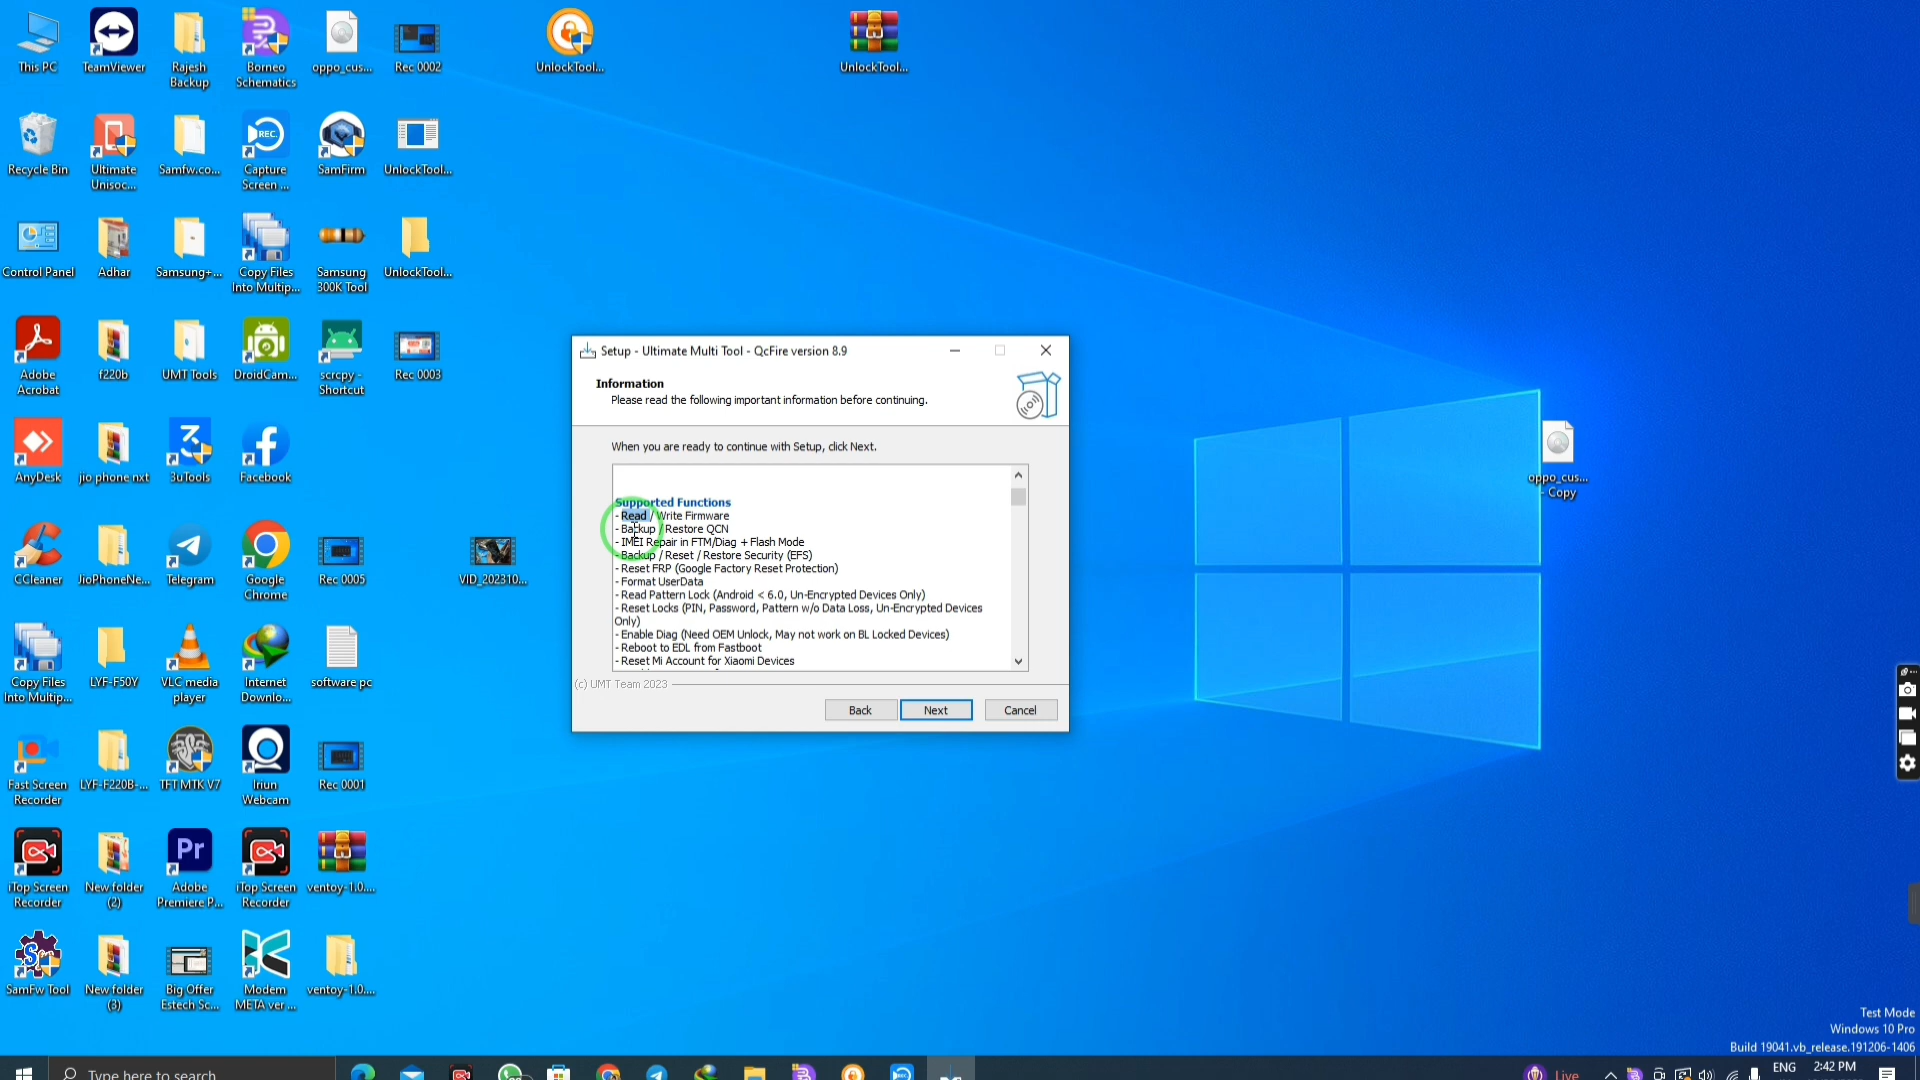 This PC
TeamViewer
Rajesh
Backup
Borneo
Schematics
oppo_cus...
Rec 0002
UnlockTool...
UnlockTool...
Recycle Bin
Ultimate
Unisoc...
Samfw.co...
REC.
Capture
Screen ...
SamFirm
UnlockTool...
Control Panel
Adhar
Samsung+...
Copy Files
Into Multip...
Samsung
300K Tool
UnlockTool...
Adobe
Acrobat
f220b
UMT Tools
DroidCam...
scrcpy -
Shortcut
Rec 0003
AnyDesk
jio phone nxt
3uTools
Facebook
CCleaner
JioPhoneNe...
Telegram
Google
Chrome
Rec 0005
VID_202310...
Copy Files
Into Multip...
LYF-F50Y
VLC media
player
Internet
Downlo...
software pc
Fast Screen
Recorder
LYF-F220B-...
TFT MTK V7
Iriun
Webcam
Rec 0001
iTop Screen
Recorder
New folder
(2)
Pr
Adobe
Premiere P...
iTop Screen
Recorder
ventoy-1.0....
SamFw Tool
New folder
(3)
Big Offer
Estech Sc...
Modem
META ver ...
ventoy-1.0....
oppo_cus...
- Copy
Setup - Ultimate Multi Tool - QcFire version 8.9
Information
Please read the following important information before continuing.
When you are ready to continue with Setup, click Next.
Supported Functions
- Read / Write Firmware
- Backup / Restore QCN
- IMEI Repair in FTM/Diag + Flash Mode
- Backup / Reset / Restore Security (EFS)
- Reset FRP (Google Factory Reset Protection)
- Format UserData
- Read Pattern Lock (Android < 6.0, Un-Encrypted Devices Only)
- Reset Locks (PIN, Password, Pattern w/o Data Loss, Un-Encrypted Devices
Only)
- Enable Diag (Need OEM Unlock, May not work on BL Locked Devices)
- Reboot to EDL from Fastboot
- Reset Mi Account for Xiaomi Devices
(c) UMT Team 2023
Back
Next
Cancel
Test Mode
Windows 10 Pro
Build 19041.vb_release.191206-1406
Type here to search
Live
ENG
2:42 PM